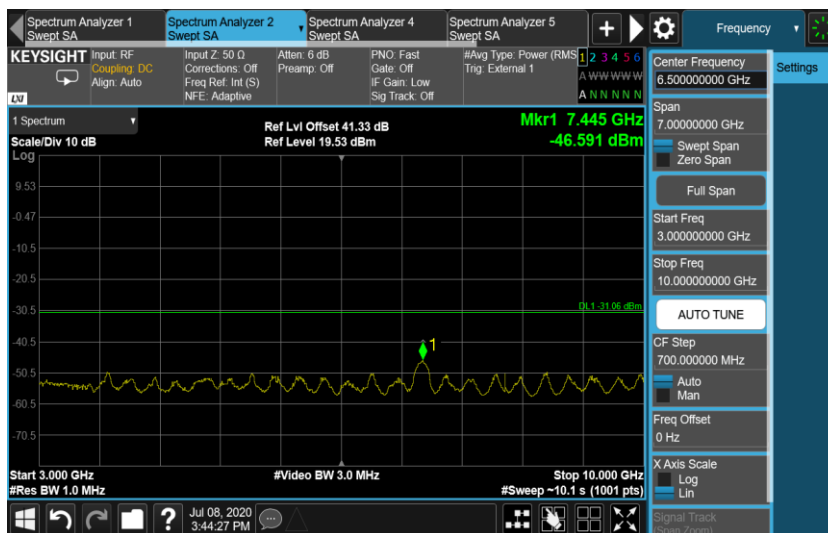 Spectrum Analyzer 1
Swept SA
Spectrum Analyzer 2
Swept SA
Spectrum Analyzer 4
Swept SA
Spectrum Analyzer 5
Swept SA
+
Frequency
KEYSIGHT
LXI
Input: RF
Coupling: DC
Align: Auto
Input Z: 50 Ω
Corrections: Off
Freq Ref: Int (S)
NFE: Adaptive
Atten: 6 dB
Preamp: Off
PNO: Fast
Gate: Off
IF Gain: Low
Sig Track: Off
#Avg Type: Power (RMS
Trig: External 1
1 2 3 4 5 6
A W W W W W
A N N N N N
1 Spectrum
Scale/Div 10 dB
Log
Ref Lvl Offset 41.33 dB
Ref Level 19.53 dBm
Mkr1 7.445 GHz
-46.591 dBm
9.53
-0.47
-10.5
-20.5
-30.5
-40.5
-50.5
-60.5
-70.5
DL1 -31.06 dBm
1
Start 3.000 GHz
#Res BW 1.0 MHz
#Video BW 3.0 MHz
Stop 10.000 GHz
#Sweep ~10.1 s (1001 pts)
Center Frequency
6.500000000 GHz
Span
7.00000000 GHz
Swept Span
Zero Span
Full Span
Start Freq
3.000000000 GHz
Stop Freq
10.000000000 GHz
AUTO TUNE
CF Step
700.000000 MHz
Auto
Man
Freq Offset
0 Hz
X Axis Scale
Log
Lin
Signal Track
(Span Zoom)
Settings
?
Jul 08, 2020
3:44:27 PM